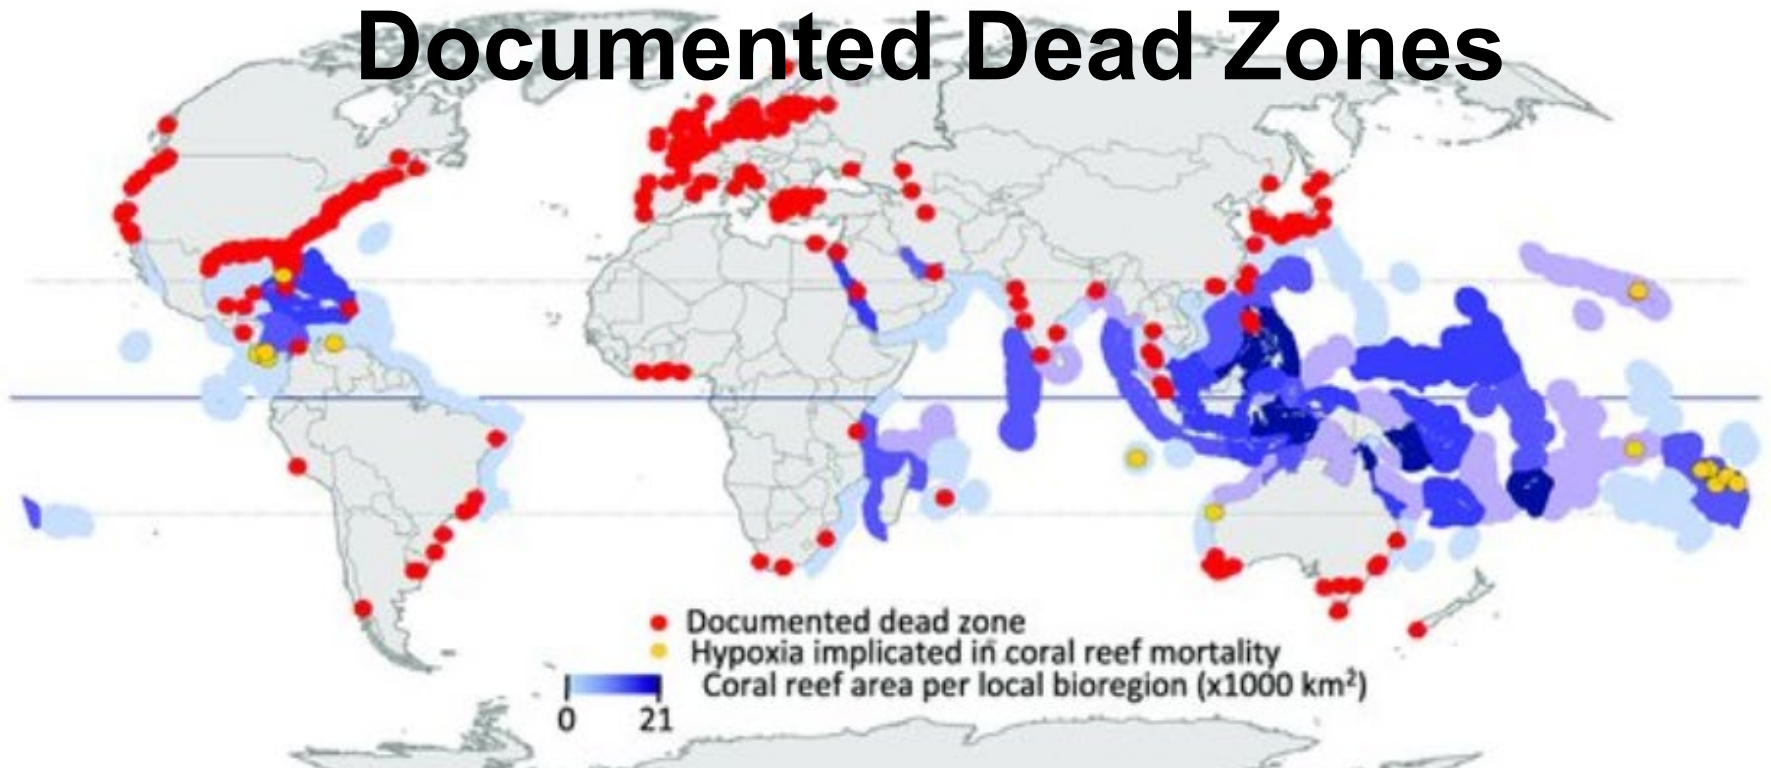 Documented Dead Zones
Documented dead zone
Hypoxia implicated in coral reef mortality
Coral reef area per local bioregion (x1000 km²)
0 21